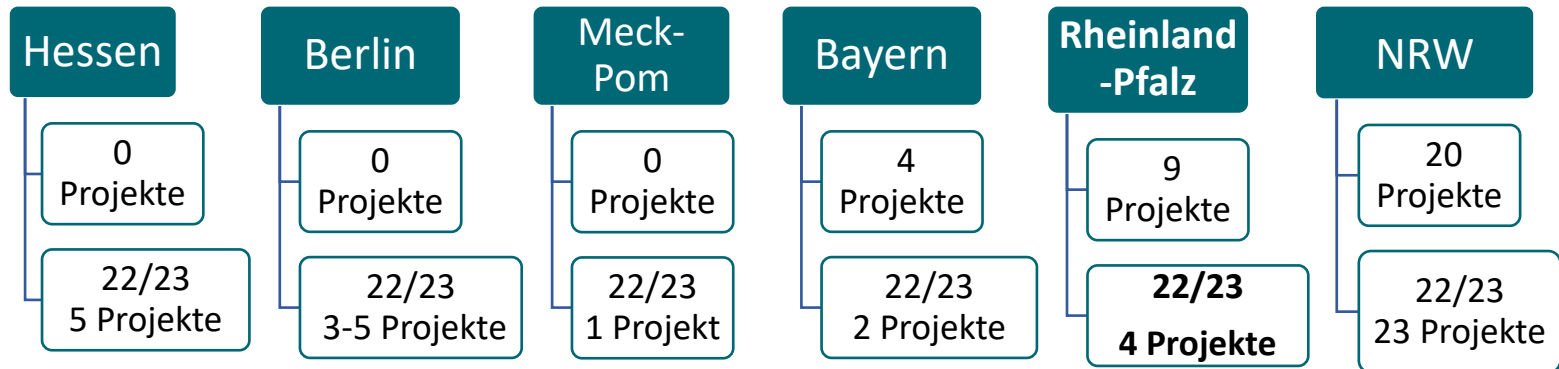 Hessen
0
Projekte
22/23
5 Projekte
Berlin
0
Projekte
22/23
3-5 Projekte
Meck-
Pom
0
Projekte
22/23
1 Projekt
Bayern
4
Projekte
22/23
2 Projekte
Rheinland
-Pfalz
9
Projekte
22/23
4 Projekte
NRW
20
Projekte
22/23
23 Projekte